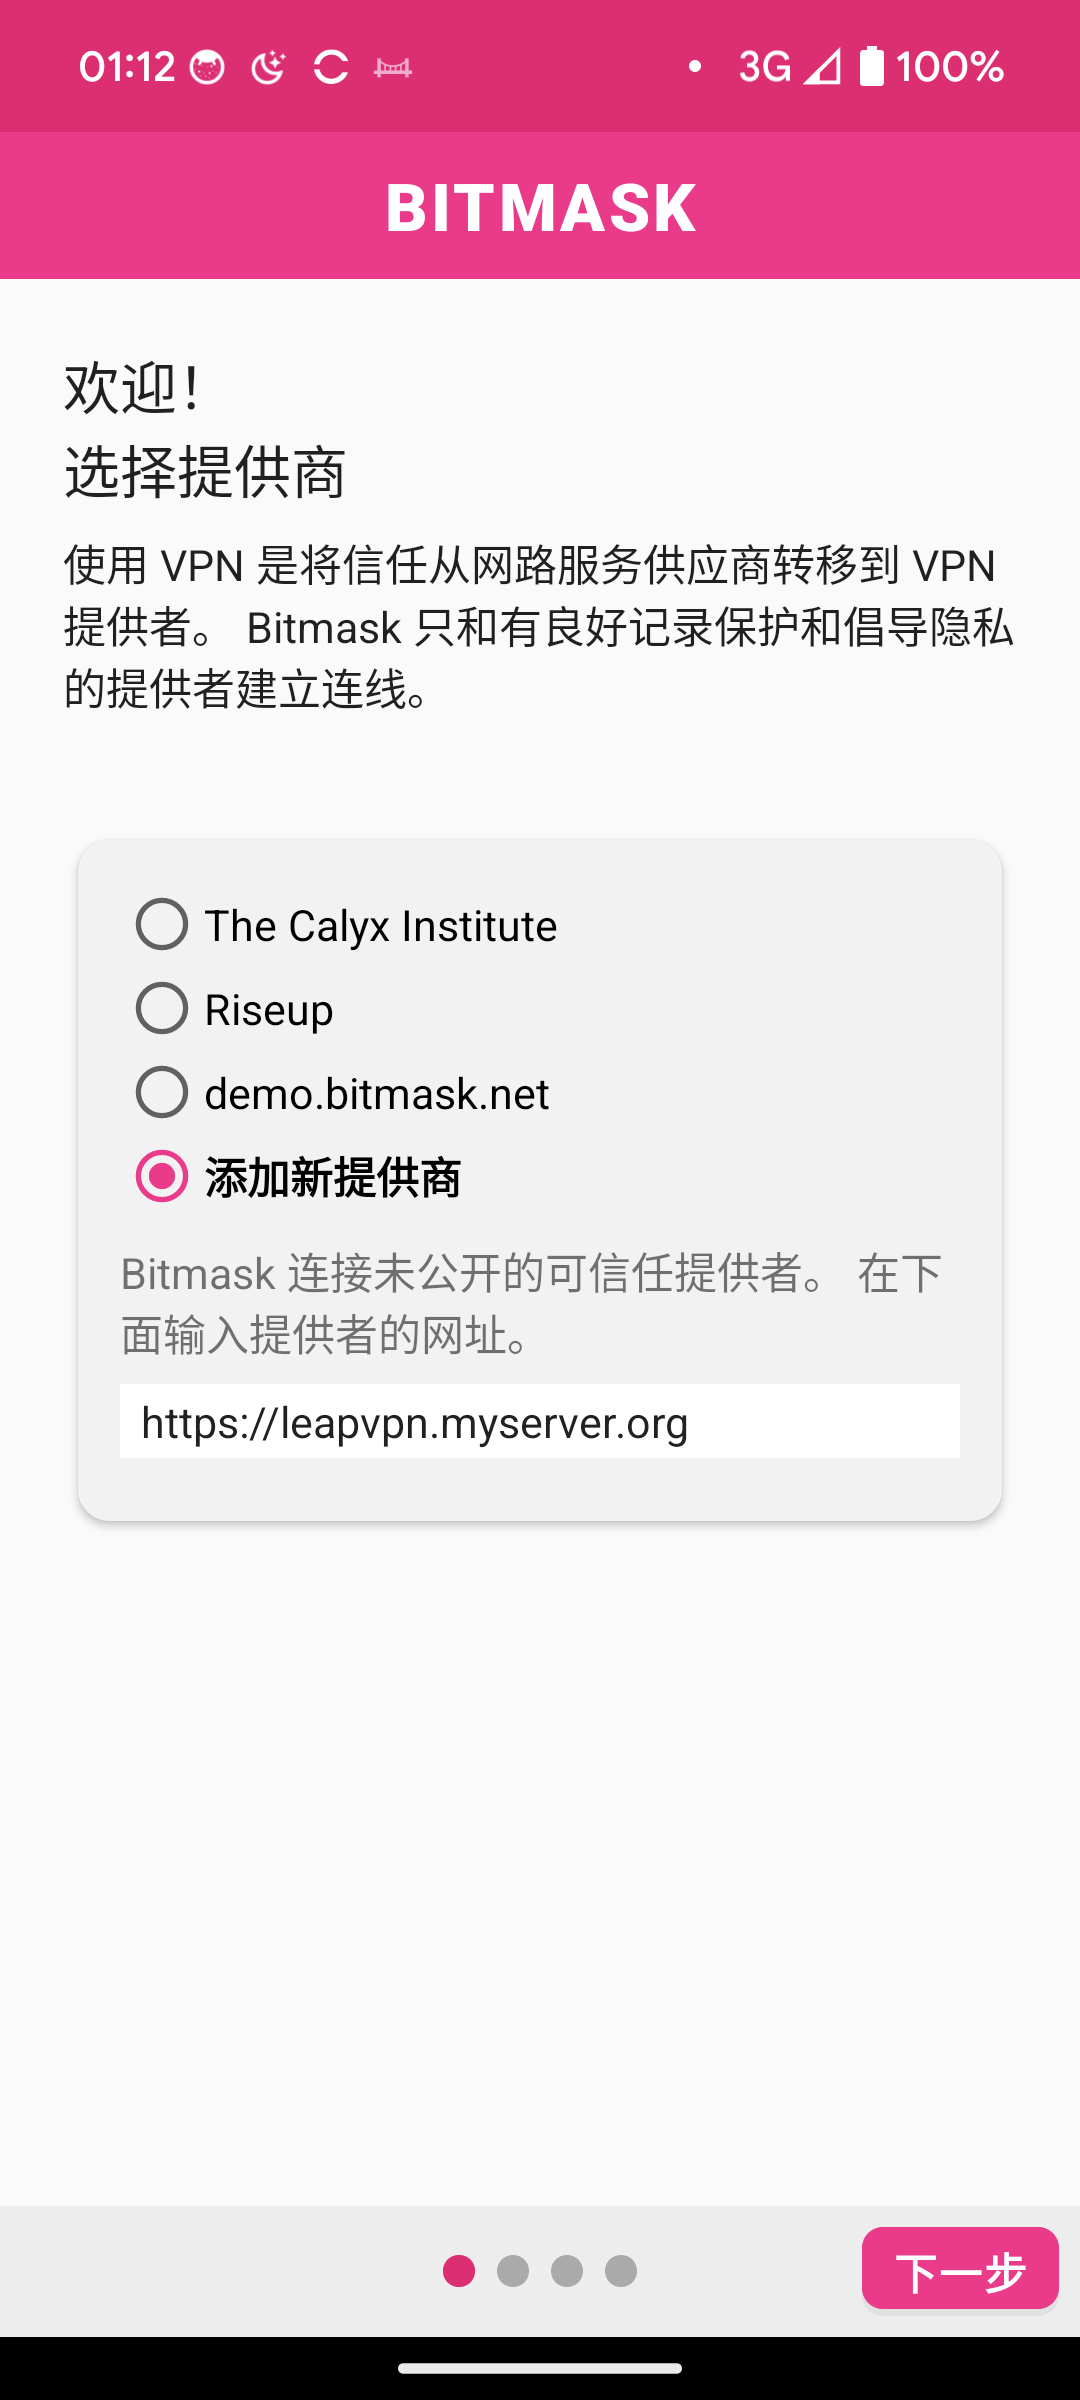 01:12 3G 100%
BITMASK
欢迎！
选择提供商
使用 VPN 是将信任从网路服务供应商转移到 VPN
提供者。 Bitmask 只和有良好记录保护和倡导隐私
的提供者建立连线。
The Calyx Institute
Riseup
demo.bitmask.net
添加新提供商
Bitmask 连接未公开的可信任提供者。 在下
面输入提供者的网址。
https://leapvpn.myserver.org
下一步